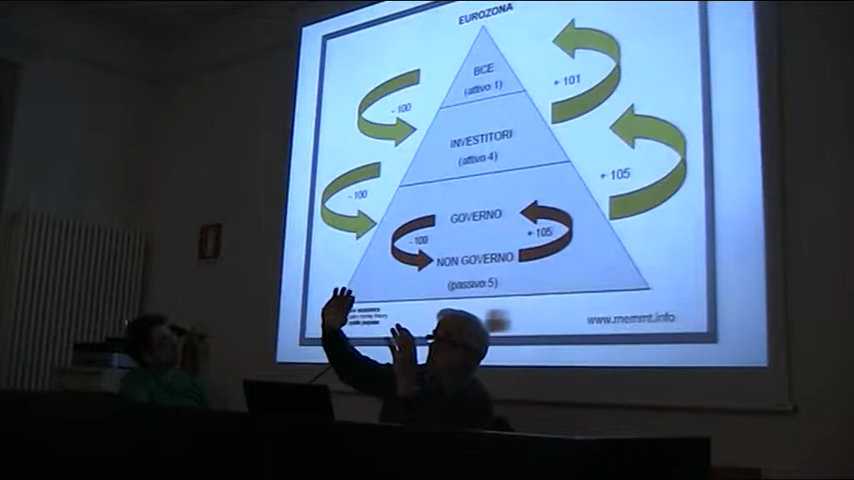 EUROZONA
BCE
(attivo 1)
- 100
+ 101
INVESTITORI
(attivo 4)
- 100
+ 105
GOVERNO
- 100
+ 105
NON GOVERNO
(passivo 5)
www.memmt.info